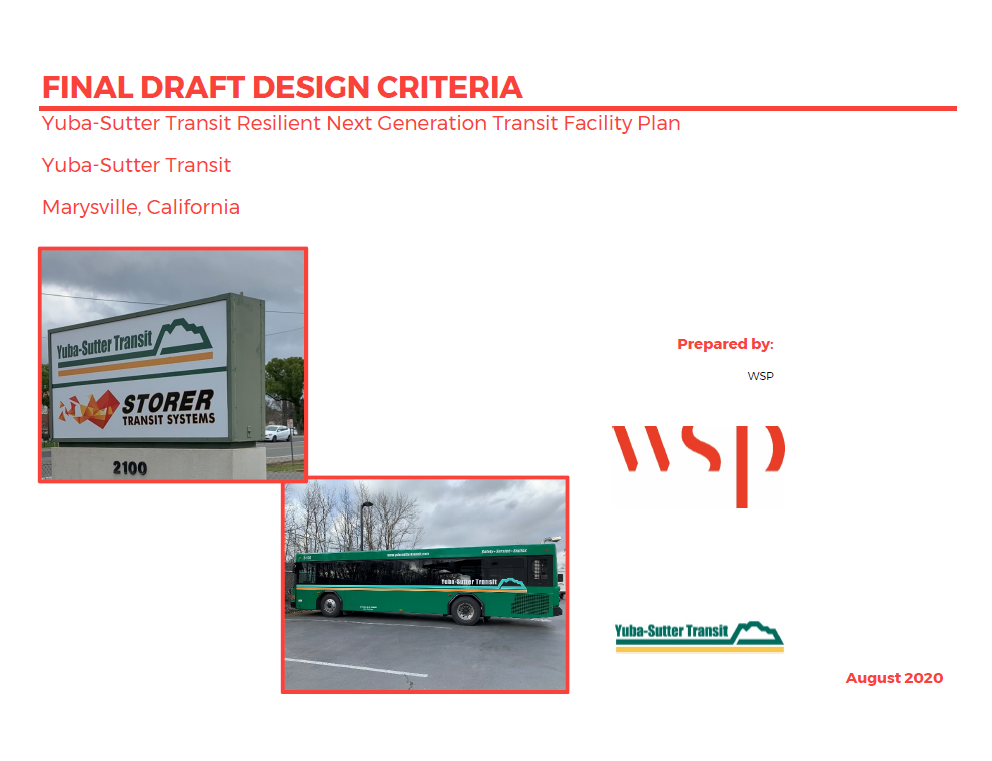 FINAL DRAFT DESIGN CRITERIA
Yuba-Sutter Transit Resilient Next Generation Transit Facility Plan
Yuba-Sutter Transit
Marysville, California
Yuba-Sutter Transit
STORER
TRANSIT SYSTEMS
2100
Prepared by:
WSP
wsp
Yuba-Sutter Transit
Yuba-Sutter Transit
August 2020